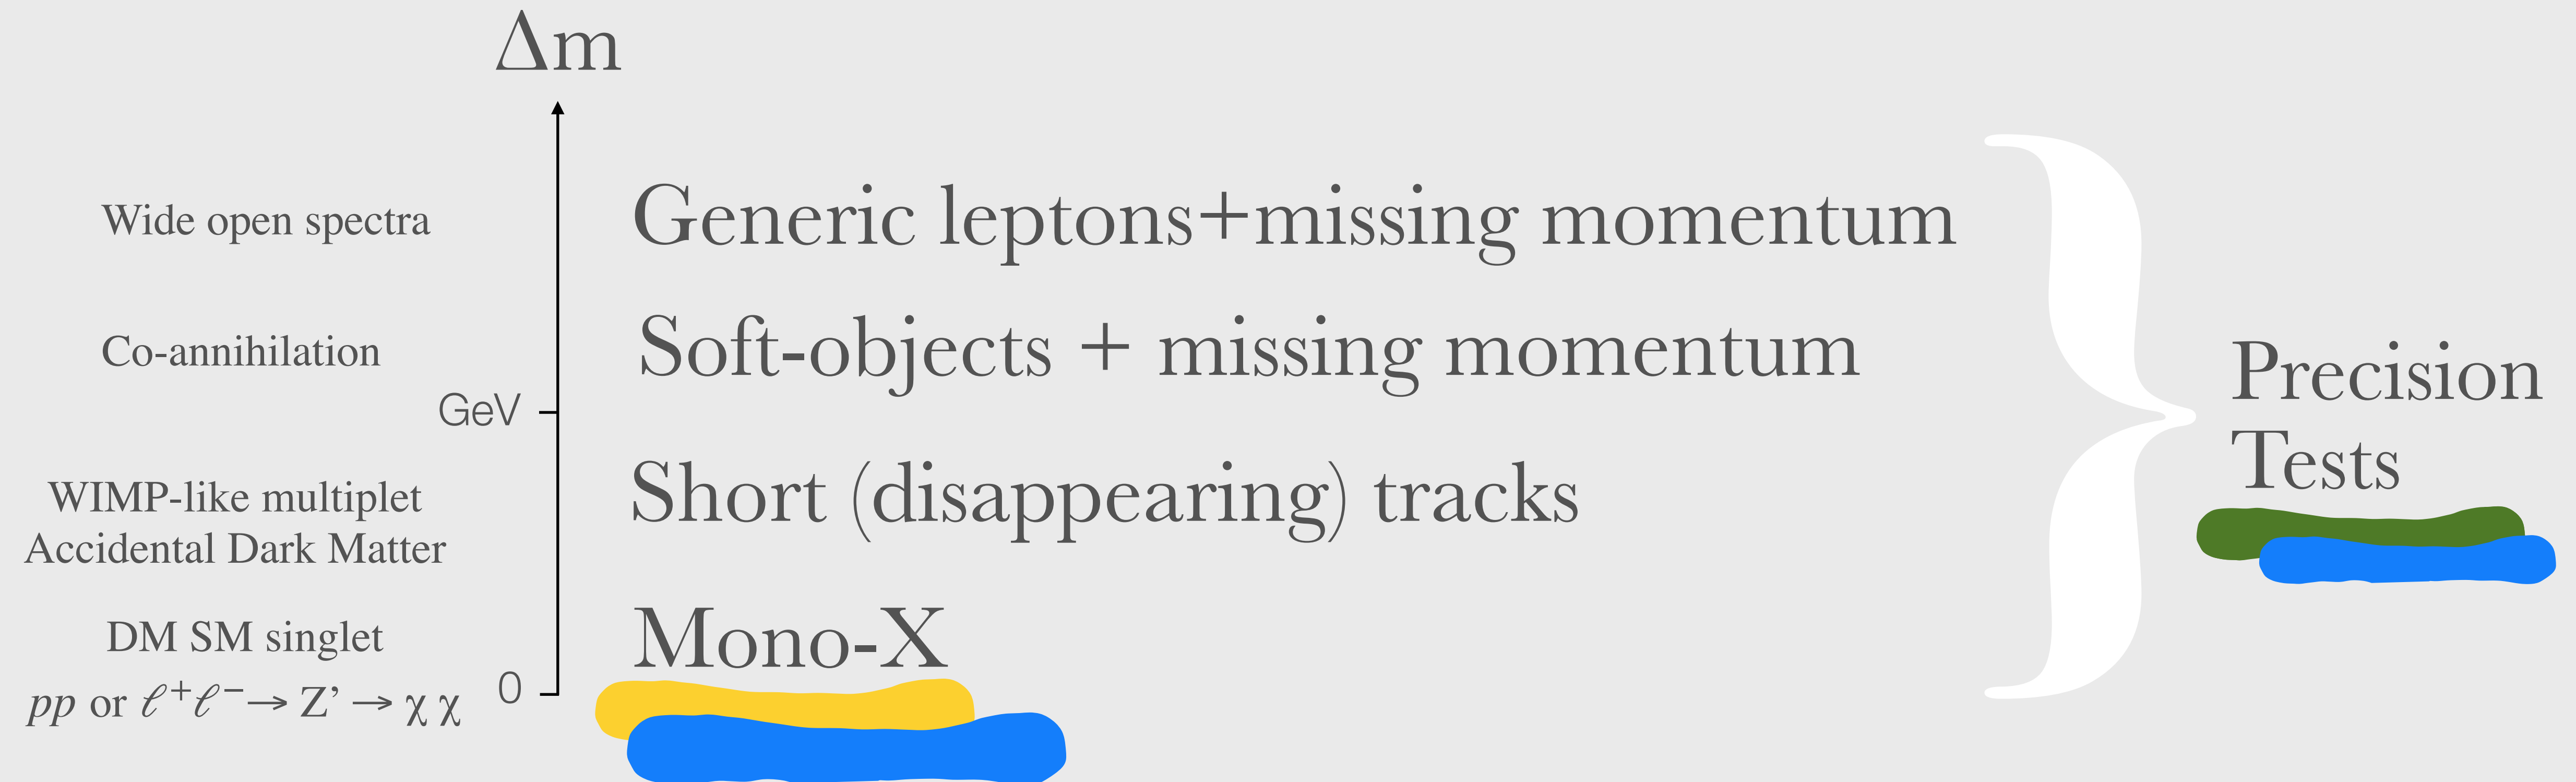 Δm
Wide open spectra
Generic leptons+missing momentum
Co-annihilation
Soft-objects + missing momentum
GeV
Precision
Tests
WIMP-like multiplet
Accidental Dark Matter
Short (disappearing) tracks
DM SM singlet
Mono-X
pp or ℓ⁺ℓ⁻→ Z’ → χ χ
0